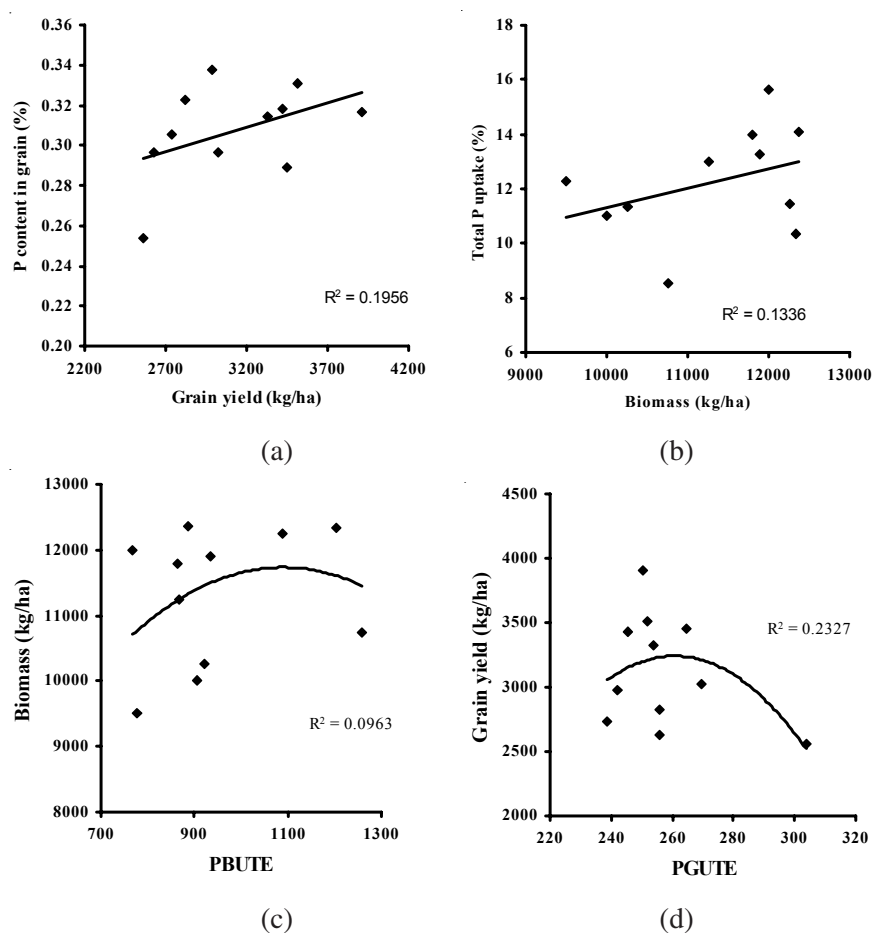 0.36
0.34
0.32
0.30
0.28
0.26
0.24
0.22
0.20
P content in grain (%)
R² = 0.1956
2200 2700 3200 3700 4200
Grain yield (kg/ha)
(a)
18
16
14
12
10
8
6
Total P uptake (%)
R² = 0.1336
9000 10000 11000 12000 13000
Biomass (kg/ha)
(b)
13000
12000
11000
10000
9000
8000
Biomass (kg/ha)
R² = 0.0963
700 900 1100 1300
PBUTE
(c)
4500
4000
3500
3000
2500
2000
Grain yield (kg/ha)
R² = 0.2327
220 240 260 280 300 320
PGUTE
(d)